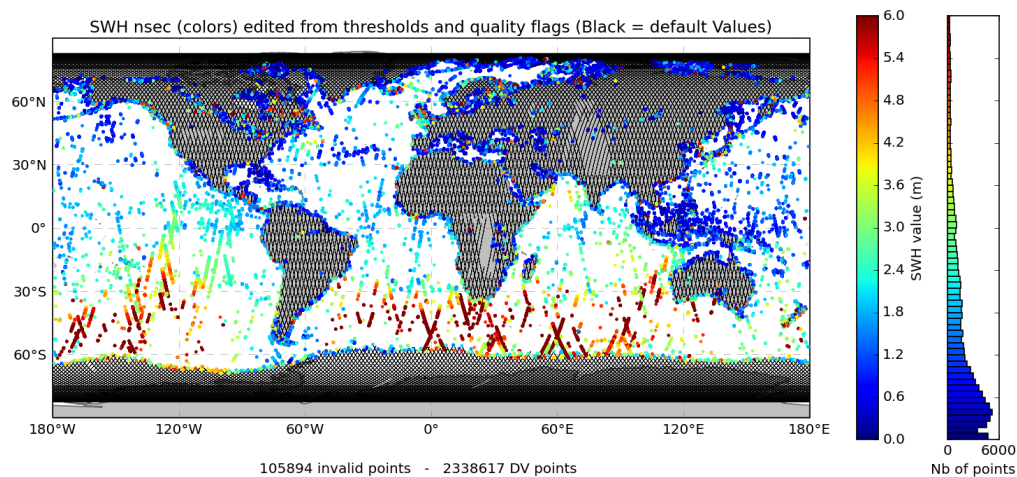 SWH nsec (colors) edited from thresholds and quality flags (Black = default Values)
60°N
30°N
0°
30°S
60°S
180°W 120°W 60°W 0° 60°E 120°E 180°E
105894 invalid points - 2338617 DV points
6.0
5.4
4.8
4.2
3.6
3.0
2.4
1.8
1.2
0.6
0.0
SWH value (m)
0 6000
Nb of points